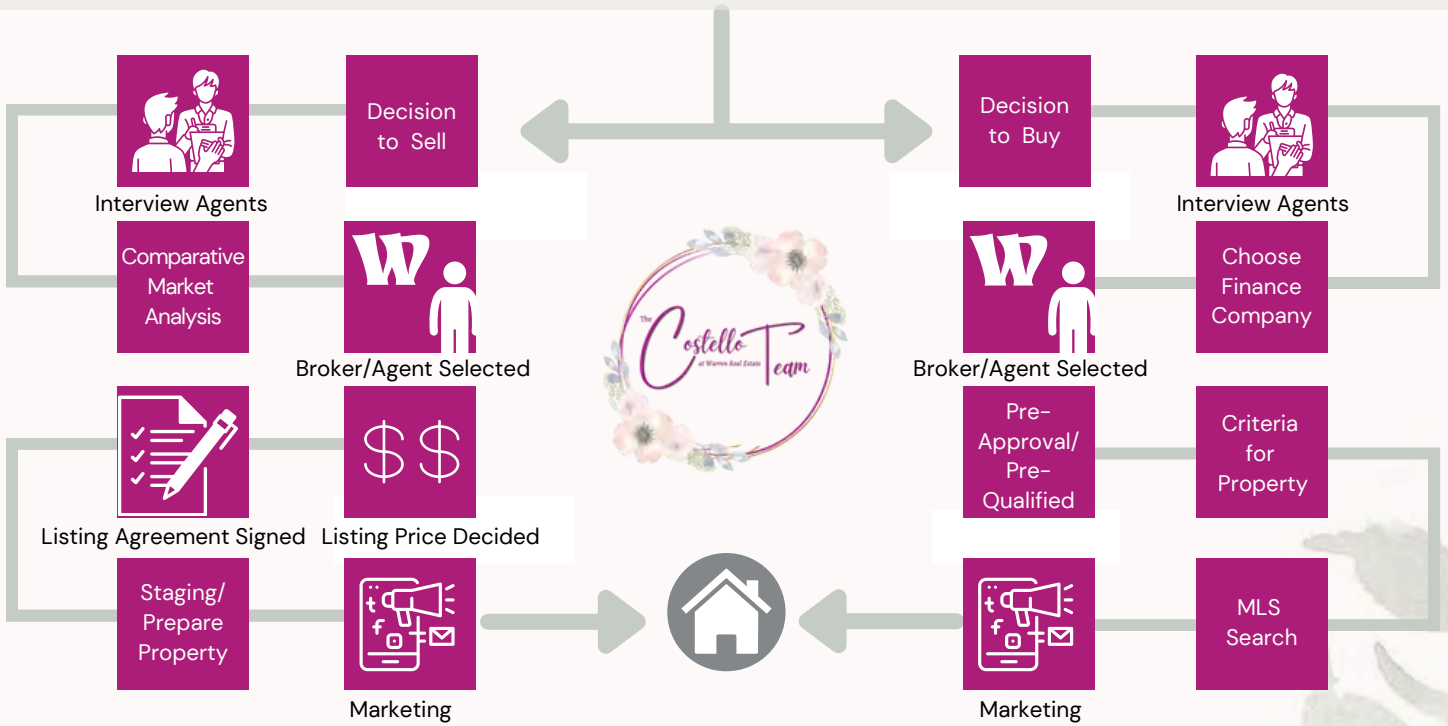 Decision
to Sell
Interview Agents
Comparative
Market
Analysis
W
Broker/Agent Selected
Listing Agreement Signed
$$
Listing Price Decided
Staging/
Prepare
Property
t
f
Marketing
The
Costello
Team
at Warren Real Estate
Decision
to Buy
Interview Agents
Choose
Finance
Company
W
Broker/Agent Selected
Pre-
Approval/
Pre-
Qualified
Criteria
for
Property
MLS
Search
t
f
Marketing